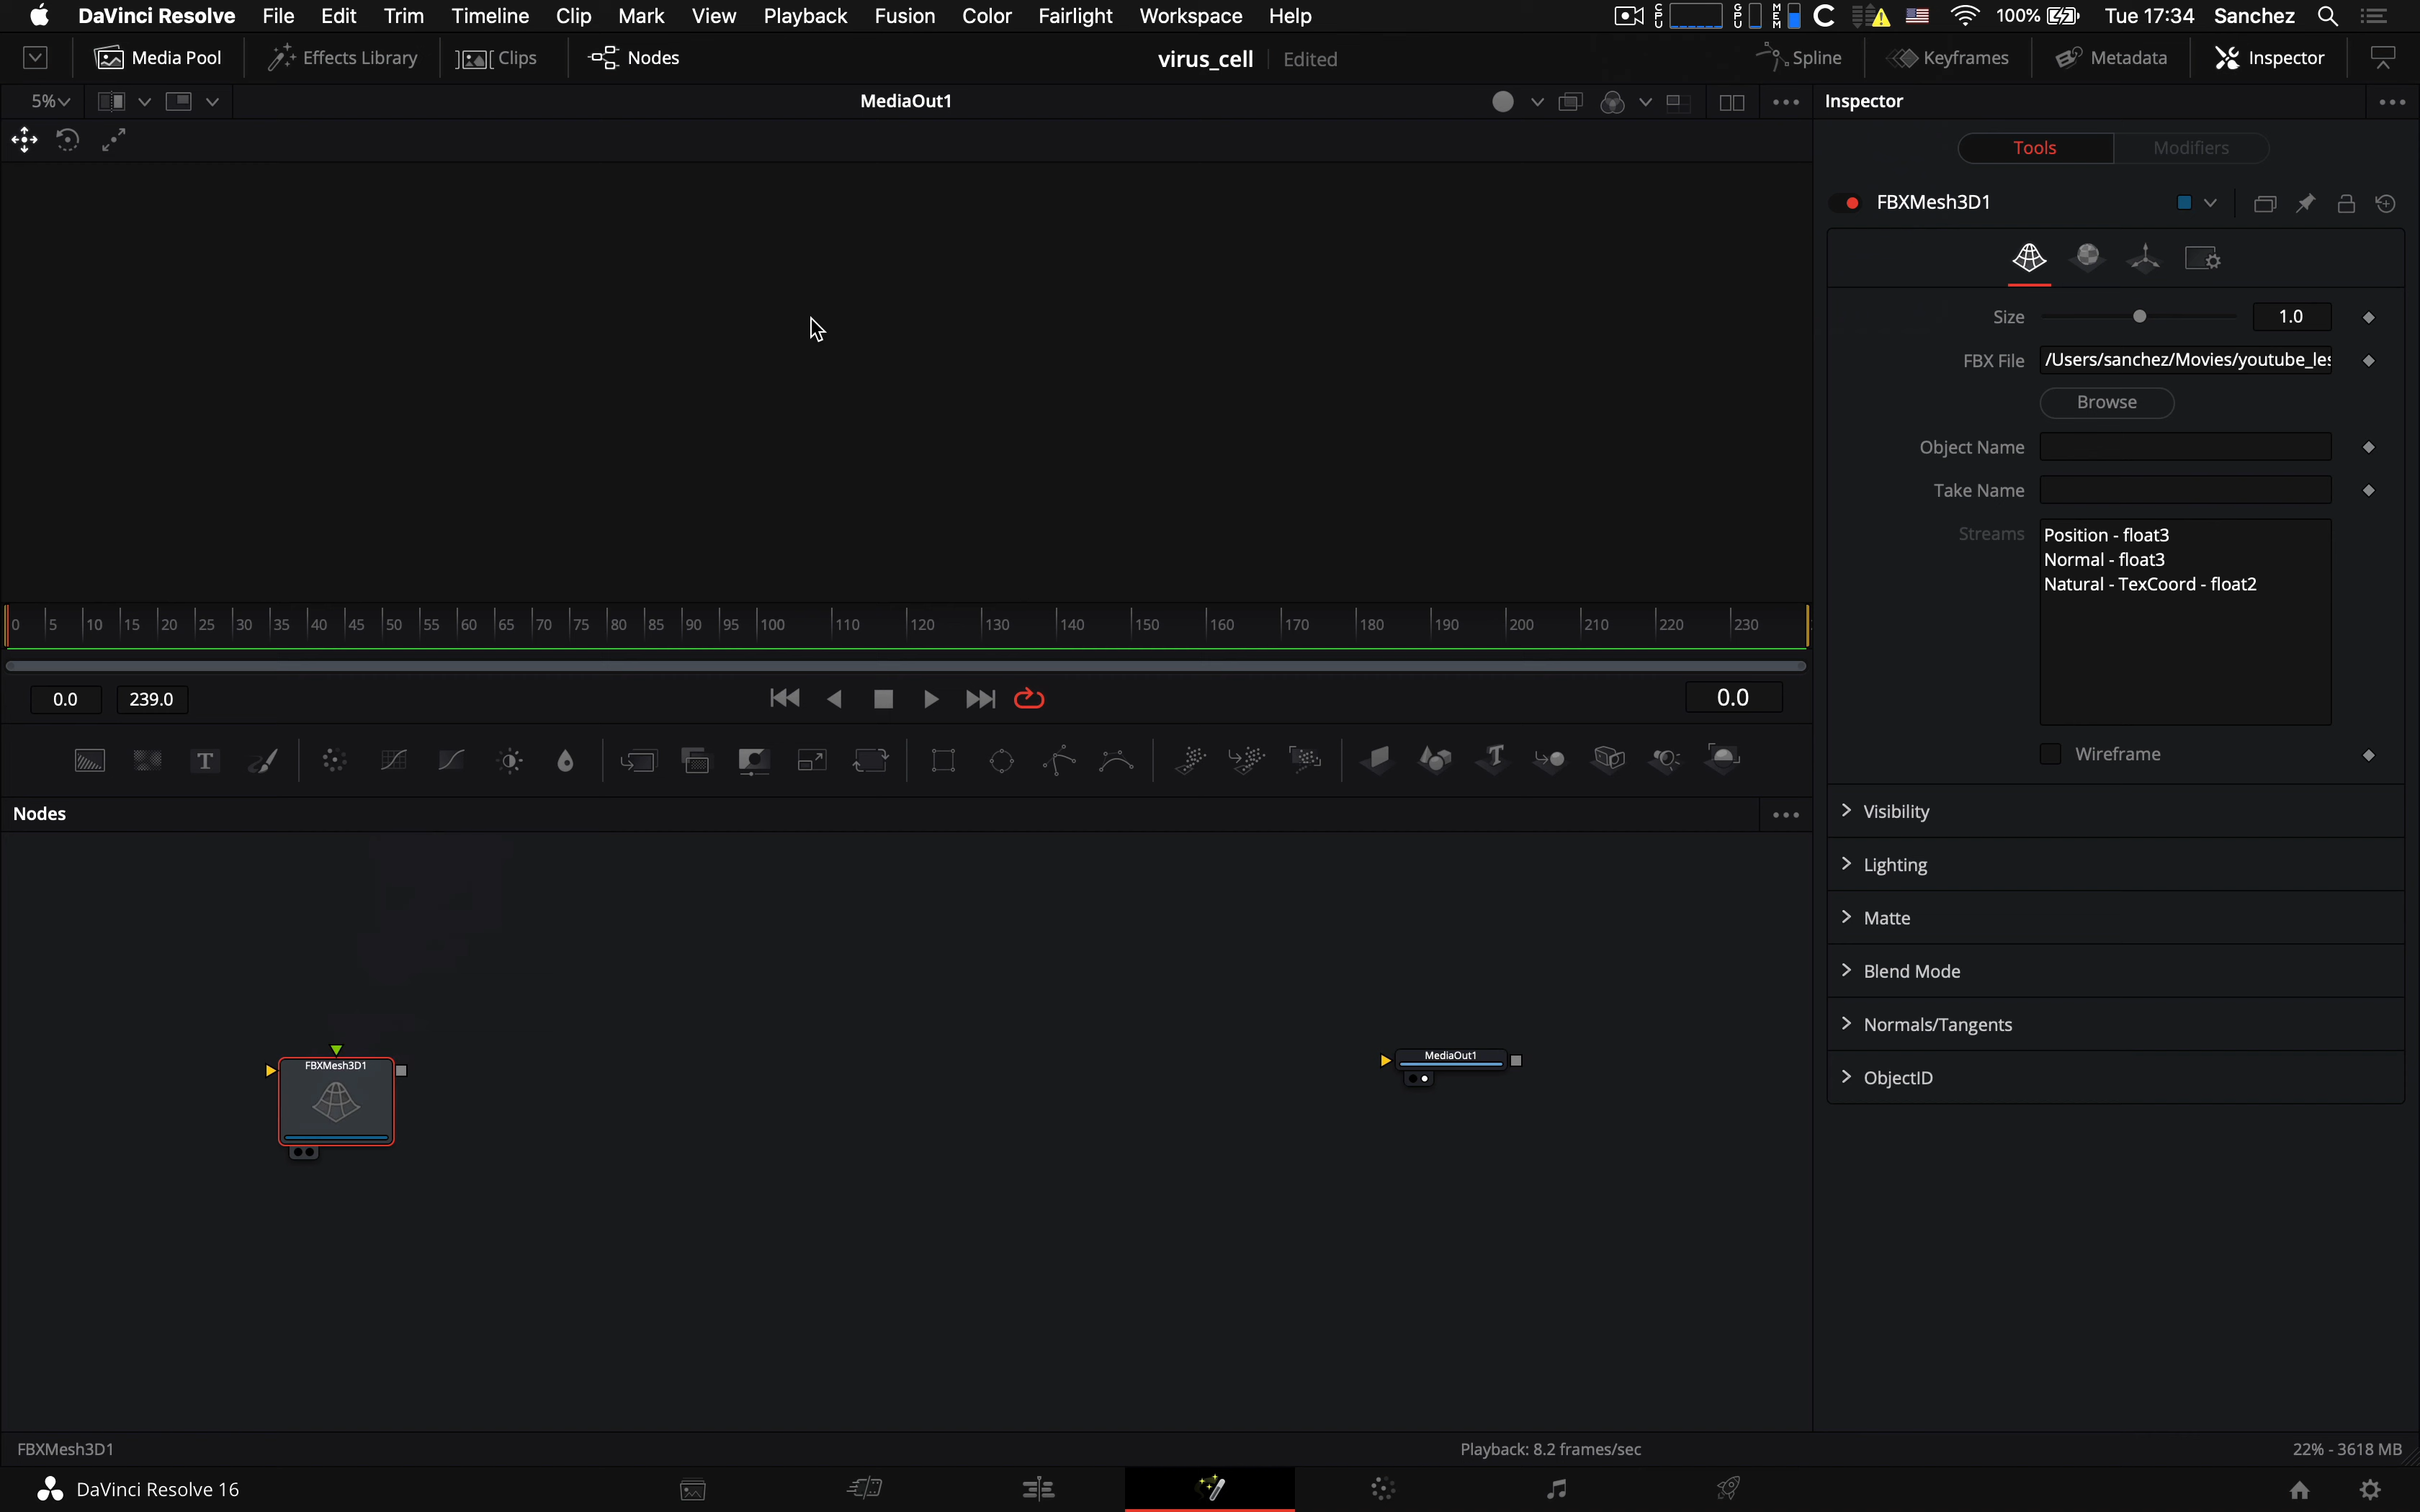 DaVinci Resolve File Edit Trim Timeline Clip Mark View Playback Fusion Color Fairlight Workspace Help CPU GPU MEM 100% Tue 17:34 Sanchez
Media Pool Effects Library Clips Nodes virus_cell Edited Spline Keyframes Metadata Inspector
5% MediaOut1 Inspector
Tools Modifiers
FBXMesh3D1
Size 1.0
FBX File /Users/sanchez/Movies/youtube_les
Browse
Object Name
Take Name
Streams Position - float3
Normal - float3
Natural - TexCoord - float2
Wireframe
Visibility
Lighting
Matte
Blend Mode
Normals/Tangents
ObjectID
0 5 10 15 20 25 30 35 40 45 50 55 60 65 70 75 80 85 90 95 100 110 120 130 140 150 160 170 180 190 200 210 220 230
0.0 239.0 0.0
T T
Nodes
FBXMesh3D1
MediaOut1
FBXMesh3D1 Playback: 8.2 frames/sec 22% - 3618 MB
DaVinci Resolve 16